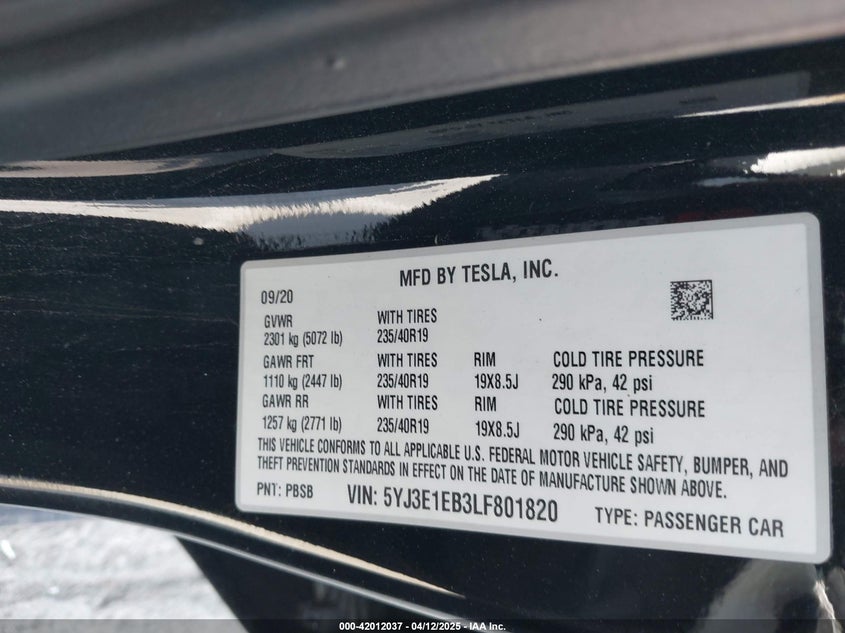 MFD BY TESLA, INC.
09/20
GVWR WITH TIRES
2301 kg (5072 lb) 235/40R19
GAWR FRT WITH TIRES RIM COLD TIRE PRESSURE
1110 kg (2447 lb) 235/40R19 19X8.5J 290 kPa, 42 psi
GAWR RR WITH TIRES RIM COLD TIRE PRESSURE
1257 kg (2771 lb) 235/40R19 19X8.5J 290 kPa, 42 psi
THIS VEHICLE CONFORMS TO ALL APPLICABLE U.S. FEDERAL MOTOR VEHICLE SAFETY, BUMPER, AND
THEFT PREVENTION STANDARDS IN EFFECT ON THE DATE OF MANUFACTURE SHOWN ABOVE.
PNT: PBSB VIN: 5YJ3E1EB3LF801820 TYPE: PASSENGER CAR
000-42012037 - 04/12/2025 - IAA Inc.